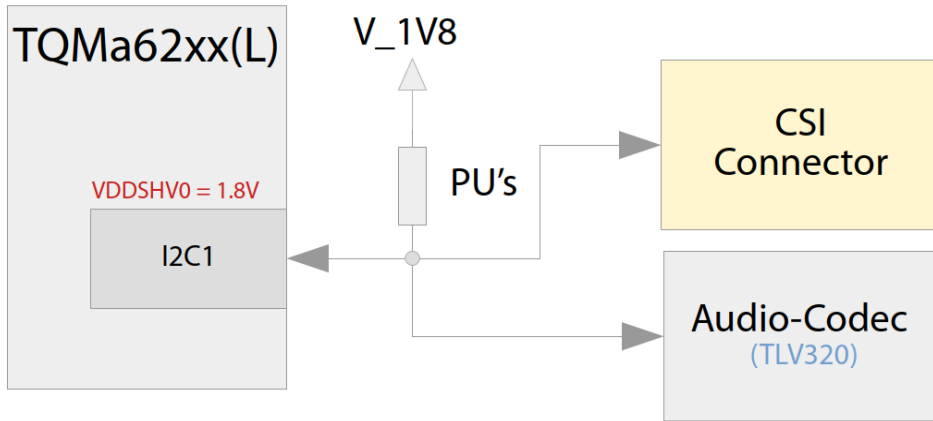 TQMa62xx(L)
VDDSHV0 = 1.8V
I2C1
V_1V8
PU's
CSI
Connector
Audio-Codec
(TLV320)